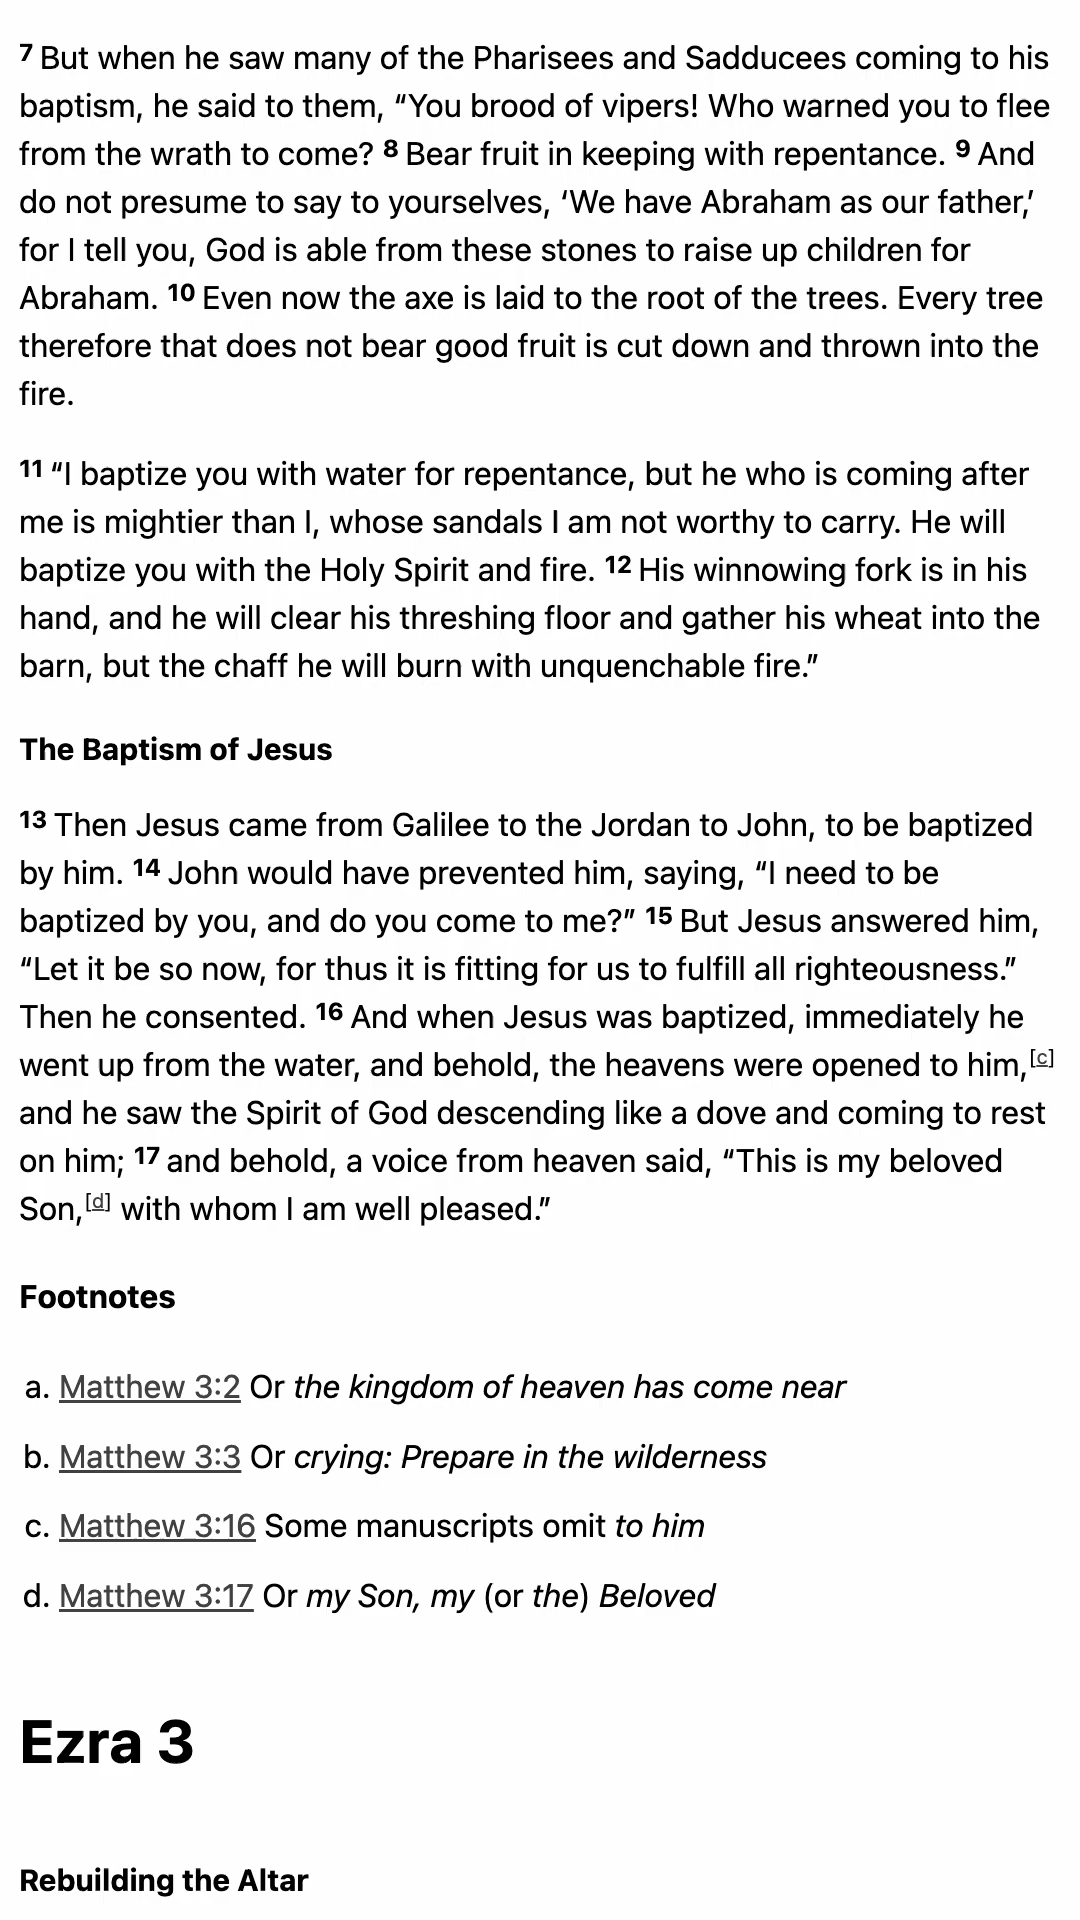 7 But when he saw many of the Pharisees and Sadducees coming to his
baptism, he said to them, “You brood of vipers! Who warned you to flee
from the wrath to come? 8 Bear fruit in keeping with repentance. 9 And
do not presume to say to yourselves, ‘We have Abraham as our father,’
for I tell you, God is able from these stones to raise up children for
Abraham. 10 Even now the axe is laid to the root of the trees. Every tree
therefore that does not bear good fruit is cut down and thrown into the
fire.
11 “I baptize you with water for repentance, but he who is coming after
me is mightier than I, whose sandals I am not worthy to carry. He will
baptize you with the Holy Spirit and fire. 12 His winnowing fork is in his
hand, and he will clear his threshing floor and gather his wheat into the
barn, but the chaff he will burn with unquenchable fire.”
The Baptism of Jesus
13 Then Jesus came from Galilee to the Jordan to John, to be baptized
by him. 14 John would have prevented him, saying, “I need to be
baptized by you, and do you come to me?” 15 But Jesus answered him,
“Let it be so now, for thus it is fitting for us to fulfill all righteousness.”
Then he consented. 16 And when Jesus was baptized, immediately he
went up from the water, and behold, the heavens were opened to him,[c]
and he saw the Spirit of God descending like a dove and coming to rest
on him; 17 and behold, a voice from heaven said, “This is my beloved
Son,[d] with whom I am well pleased.”
Footnotes
a. Matthew 3:2 Or the kingdom of heaven has come near
b. Matthew 3:3 Or crying: Prepare in the wilderness
c. Matthew 3:16 Some manuscripts omit to him
d. Matthew 3:17 Or my Son, my (or the) Beloved
Ezra 3
Rebuilding the Altar